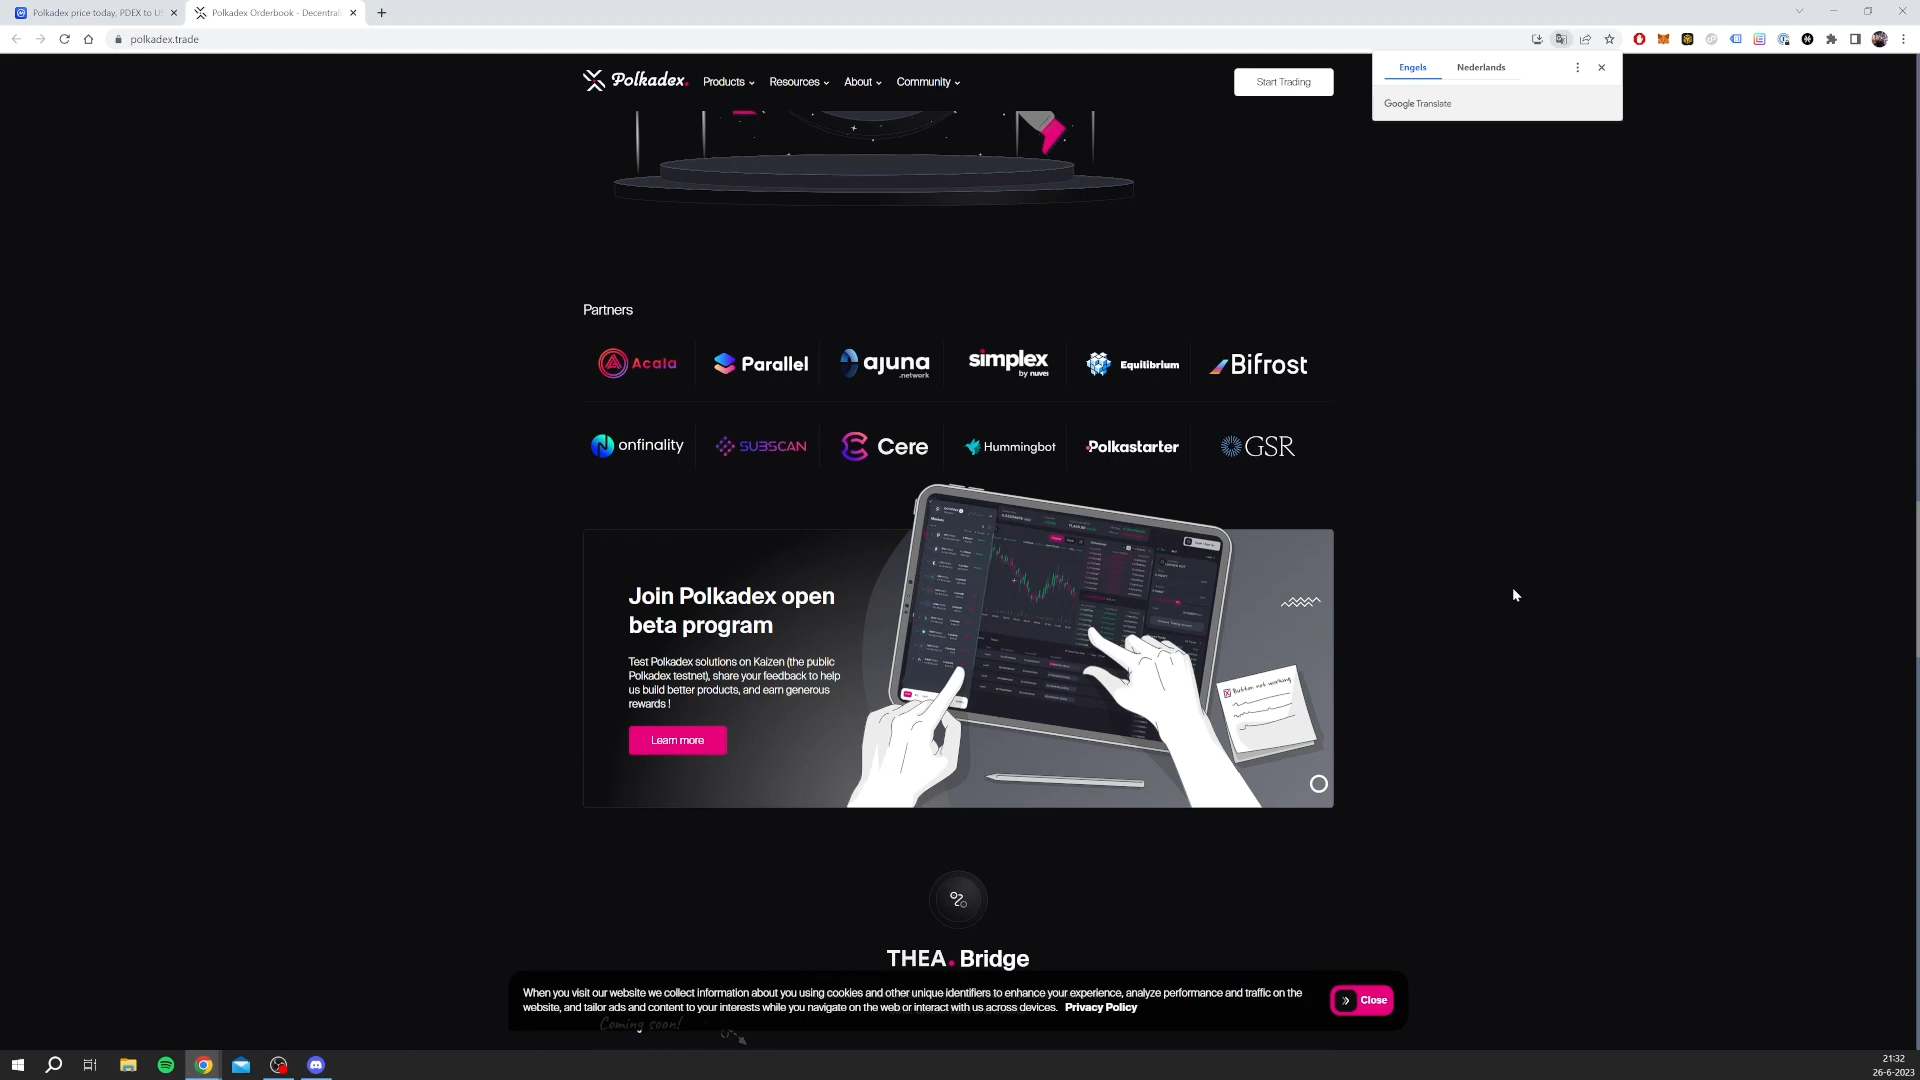 Polkadex price today, PDEX to U
Polkadex Orderbook - Decentral
polkadex.trade
Polkadex.
Products
Resources
About
Community
Start Trading
Engels
Nederlands
Google Translate
Partners
Acala
Parallel
ajuna
.network
simplex
by nuvei
Equilibrium
Bifrost
onfinality
SUBSCAN
Cere
Hummingbot
Polkastarter
GSR
Join Polkadex open
beta program
Test Polkadex solutions on Kaizen (the public
Polkadex testnet), share your feedback to help
us build better products, and earn generous
rewards !
Learn more
Button not working
THEA. Bridge
When you visit our website we collect information about you using cookies and other unique identifiers to enhance your experience, analyze performance and traffic on the
website, and tailor ads and content to your interests while you navigate on the web or interact with us across devices. Privacy Policy
Close
Coming soon!
21:32
26-6-2023